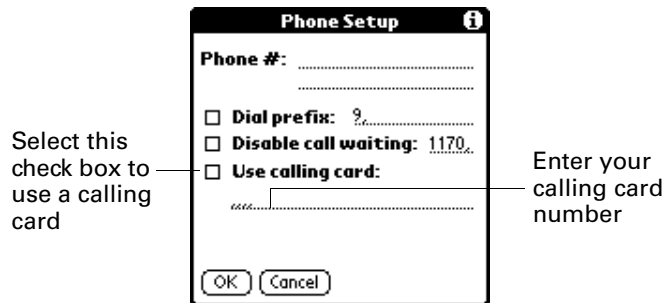 Phone Setup
Phone #:
Dial prefix: 9,
Disable call waiting: 1170,
Use calling card:
,,,,
OK Cancel
Select this
check box to
use a calling
card
Enter your
calling card
number